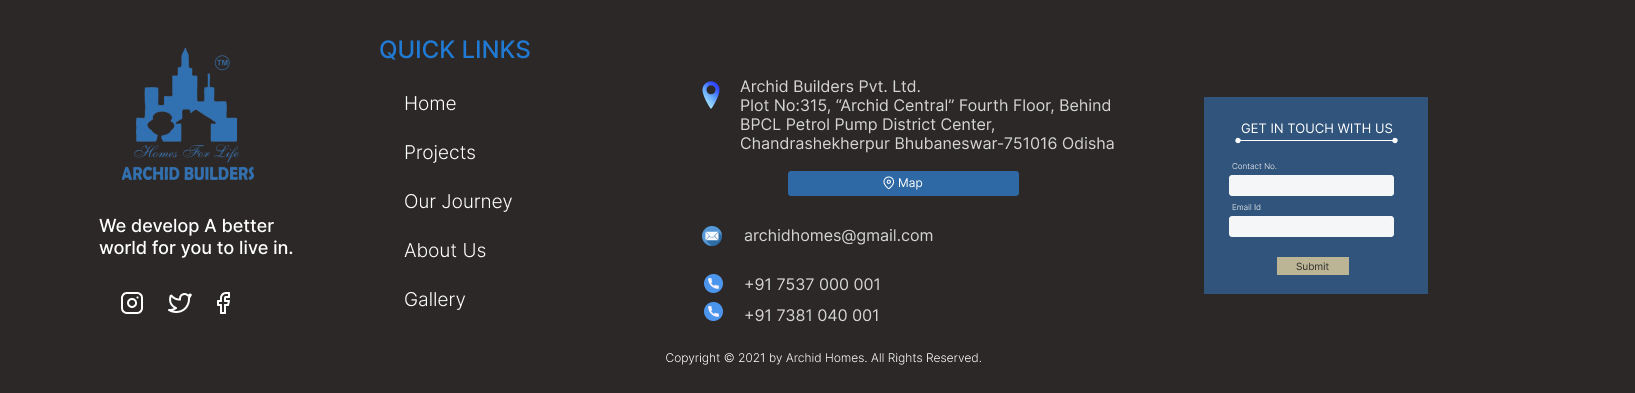 TM
Homes For Life
ARCHID BUILDERS
We develop A better
world for you to live in.
QUICK LINKS
Home
Projects
Our Journey
About Us
Gallery
Archid Builders Pvt. Ltd.
Plot No:315, “Archid Central” Fourth Floor, Behind
BPCL Petrol Pump District Center,
Chandrashekherpur Bhubaneswar-751016 Odisha
Map
archidhomes@gmail.com
+91 7537 000 001
+91 7381 040 001
GET IN TOUCH WITH US
Contact No.
Email Id
Submit
Copyright © 2021 by Archid Homes. All Rights Reserved.